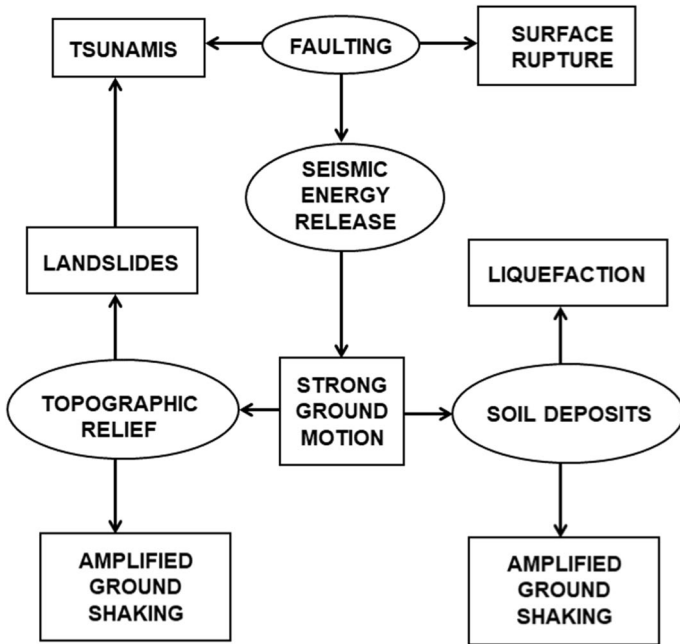 TSUNAMIS
FAULTING
SURFACE
RUPTURE
SEISMIC
ENERGY
RELEASE
LANDSLIDES
LIQUEFACTION
TOPOGRAPHIC
RELIEF
STRONG
GROUND
MOTION
SOIL DEPOSITS
AMPLIFIED
GROUND
SHAKING
AMPLIFIED
GROUND
SHAKING